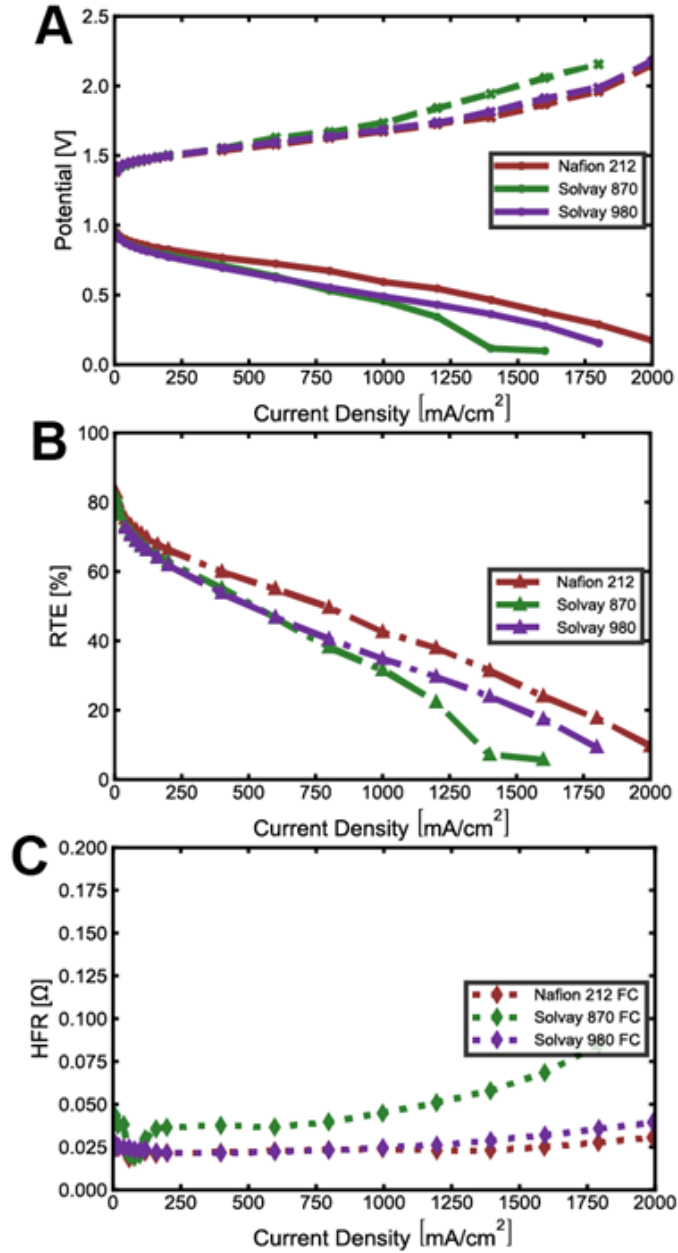 A
2.5
2.0
1.5
1.0
0.5
0.0
Potential [V]
Nafion 212
Solvay 870
Solvay 980
0 250 500 750 1000 1250 1500 1750 2000
Current Density [mA/cm²]
B
100
80
60
40
20
0
RTE [%]
Nafion 212
Solvay 870
Solvay 980
0 250 500 750 1000 1250 1500 1750 2000
Current Density [mA/cm²]
C
0.200
0.175
0.150
0.125
0.100
0.075
0.050
0.025
0.000
HFR [Ω]
Nafion 212 FC
Solvay 870 FC
Solvay 980 FC
0 250 500 750 1000 1250 1500 1750 2000
Current Density [mA/cm²]